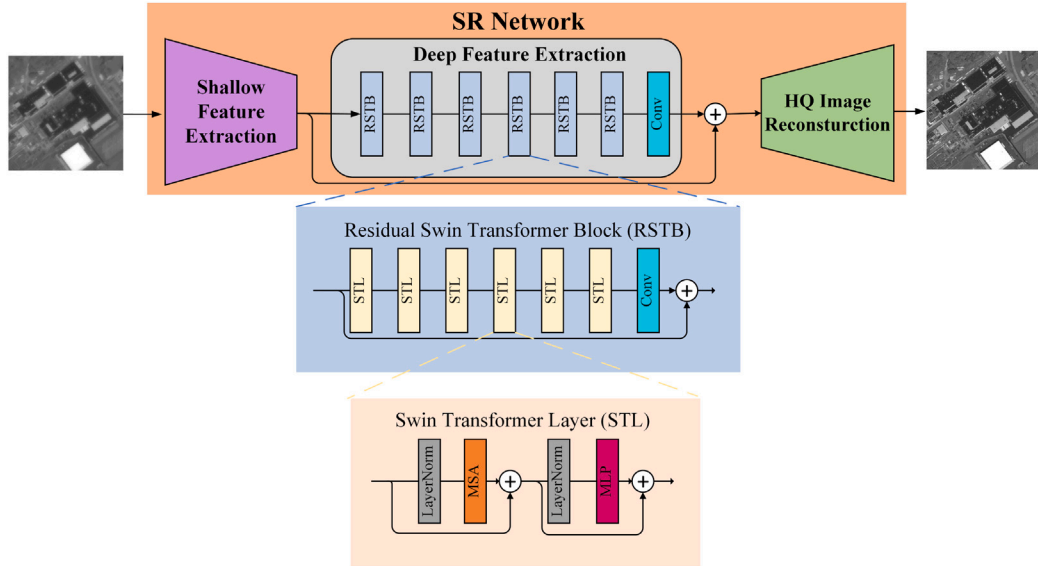 SR Network
Deep Feature Extraction
Shallow
Feature
Extraction
RSTB
RSTB
RSTB
RSTB
RSTB
RSTB
Conv
HQ Image
Reconsturction
Residual Swin Transformer Block (RSTB)
STL
STL
STL
STL
STL
STL
Conv
Swin Transformer Layer (STL)
LayerNorm
MSA
LayerNorm
MLP